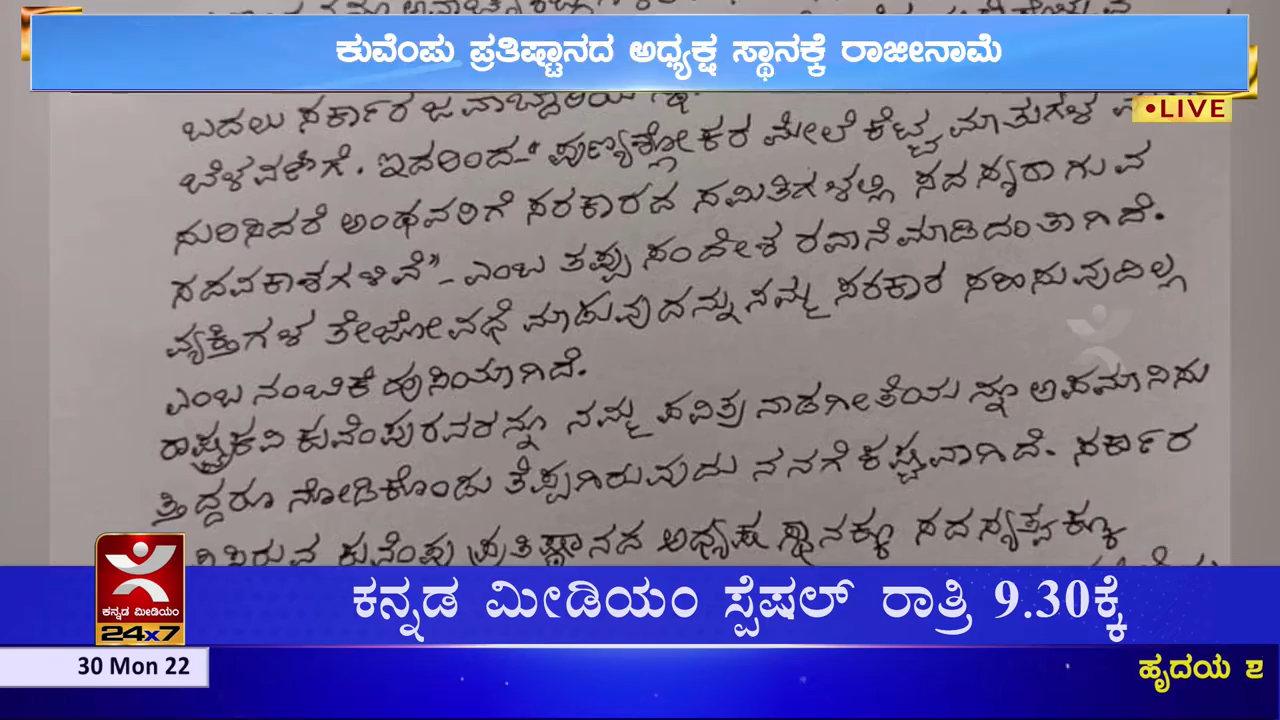 ಕುವೆಂಪು ಪ್ರತಿಷ್ಟಾನದ ಅಧ್ಯಕ್ಷ ಸ್ಥಾನಕ್ಕೆ ರಾಜೀನಾಮೆ
•LIVE
ಬದಲು ಸರ್ಕಾರ ಜವಾಬ್ದಾರಿಯ
ಬೆಳವಣಿಗೆ. ಇದರಿಂದ-“ ಪುಣ್ಯಶ್ಲೋಕರ ಮೇಲೆ ಕೆಟ್ಟ ಮಾತುಗಳ
ಸುರಿಸಿದರೆ ಅಂಥವರಿಗೆ ಸರಕಾರದ ಸಮಿತಿಗಳಲ್ಲಿ ಸದಸ್ಯರಾಗುವ
ಸದವಕಾಶಗಳಿವೆ”- ಎಂಬ ತಪ್ಪು ಸಂದೇಶ ರವಾನೆಮಾಡಿದಂತಾಗಿದೆ.
ವ್ಯಕ್ತಿಗಳ ತೇಜೋವಧೆ ಮಾಡುವುದನ್ನು ನಮ್ಮ ಸರಕಾರ ಸಹಿಸುವುದಿಲ್ಲ
ಎಂಬ ನಂಬಿಕೆ ಹುಸಿಯಾಗಿದೆ.
ರಾಷ್ಟ್ರಕವಿ ಕುವೆಂಪುರವರನ್ನೂ ನಮ್ಮ ಪವಿತ್ರ ನಾಡಗೀತೆಯನ್ನೂ ಅಪಮಾನಿಸು
ತ್ತಿದ್ದರೂ ನೋಡಿಕೊಂಡು ತೆಪ್ಪಗಿರುವುದು ನನಗೆ ಕಷ್ಟವಾಗಿದೆ. ಸರ್ಕಾರ
ಕುವೆಂಪು ಪ್ರತಿಷ್ಠಾನದ ಅಧ್ಯಕ್ಷ ಸ್ಥಾನಕ್ಕೂ ಸದಸ್ಯತ್ವಕ್ಕೂ
ಕನ್ನಡ ಮೀಡಿಯಂ
24x7
ಕನ್ನಡ ಮೀಡಿಯಂ ಸ್ಪೆಷಲ್ ರಾತ್ರಿ 9.30ಕ್ಕೆ
30 Mon 22
ಹೃದಯ